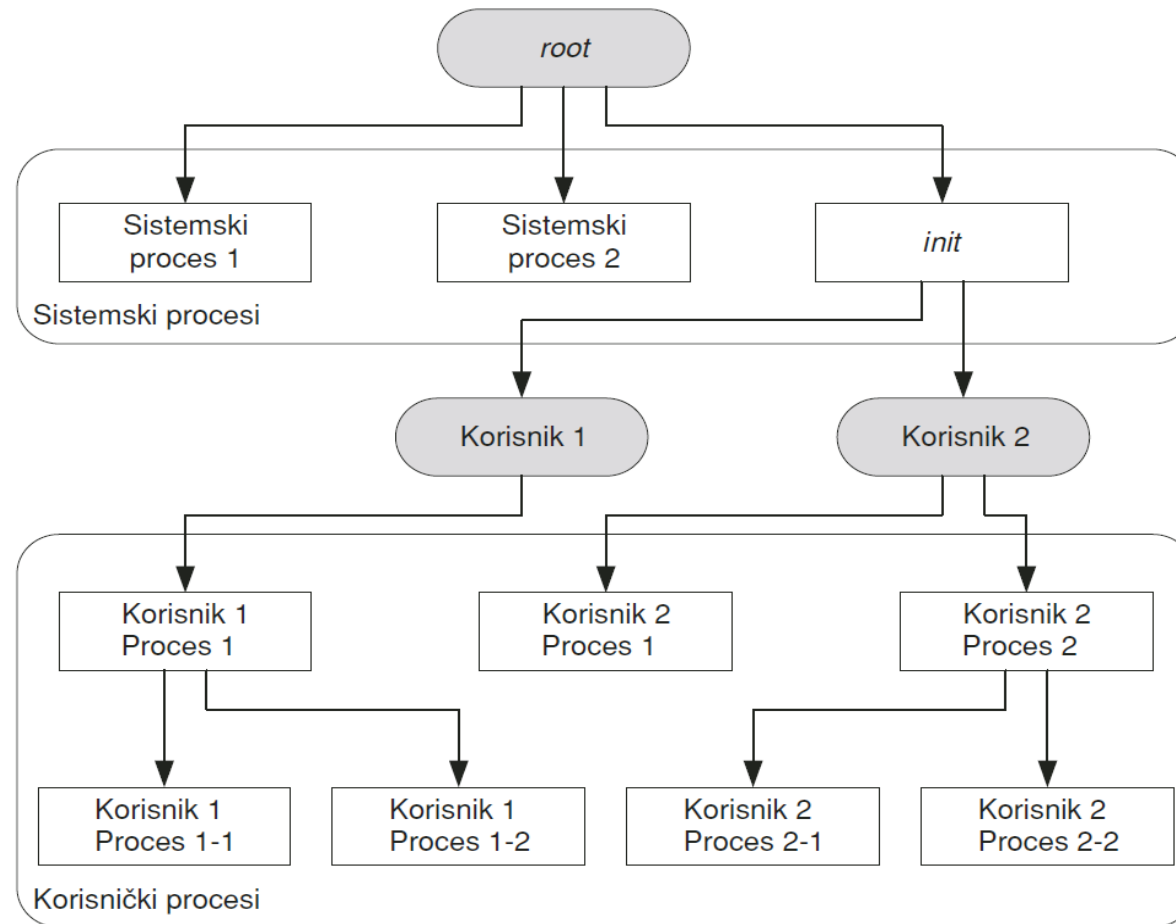 root
Sistemski
proces 1
Sistemski
proces 2
init
Sistemski procesi
Korisnik 1
Korisnik 2
Korisnik 1
Proces 1
Korisnik 2
Proces 1
Korisnik 2
Proces 2
Korisnik 1
Proces 1-1
Korisnik 1
Proces 1-2
Korisnik 2
Proces 2-1
Korisnik 2
Proces 2-2
Korisnički procesi